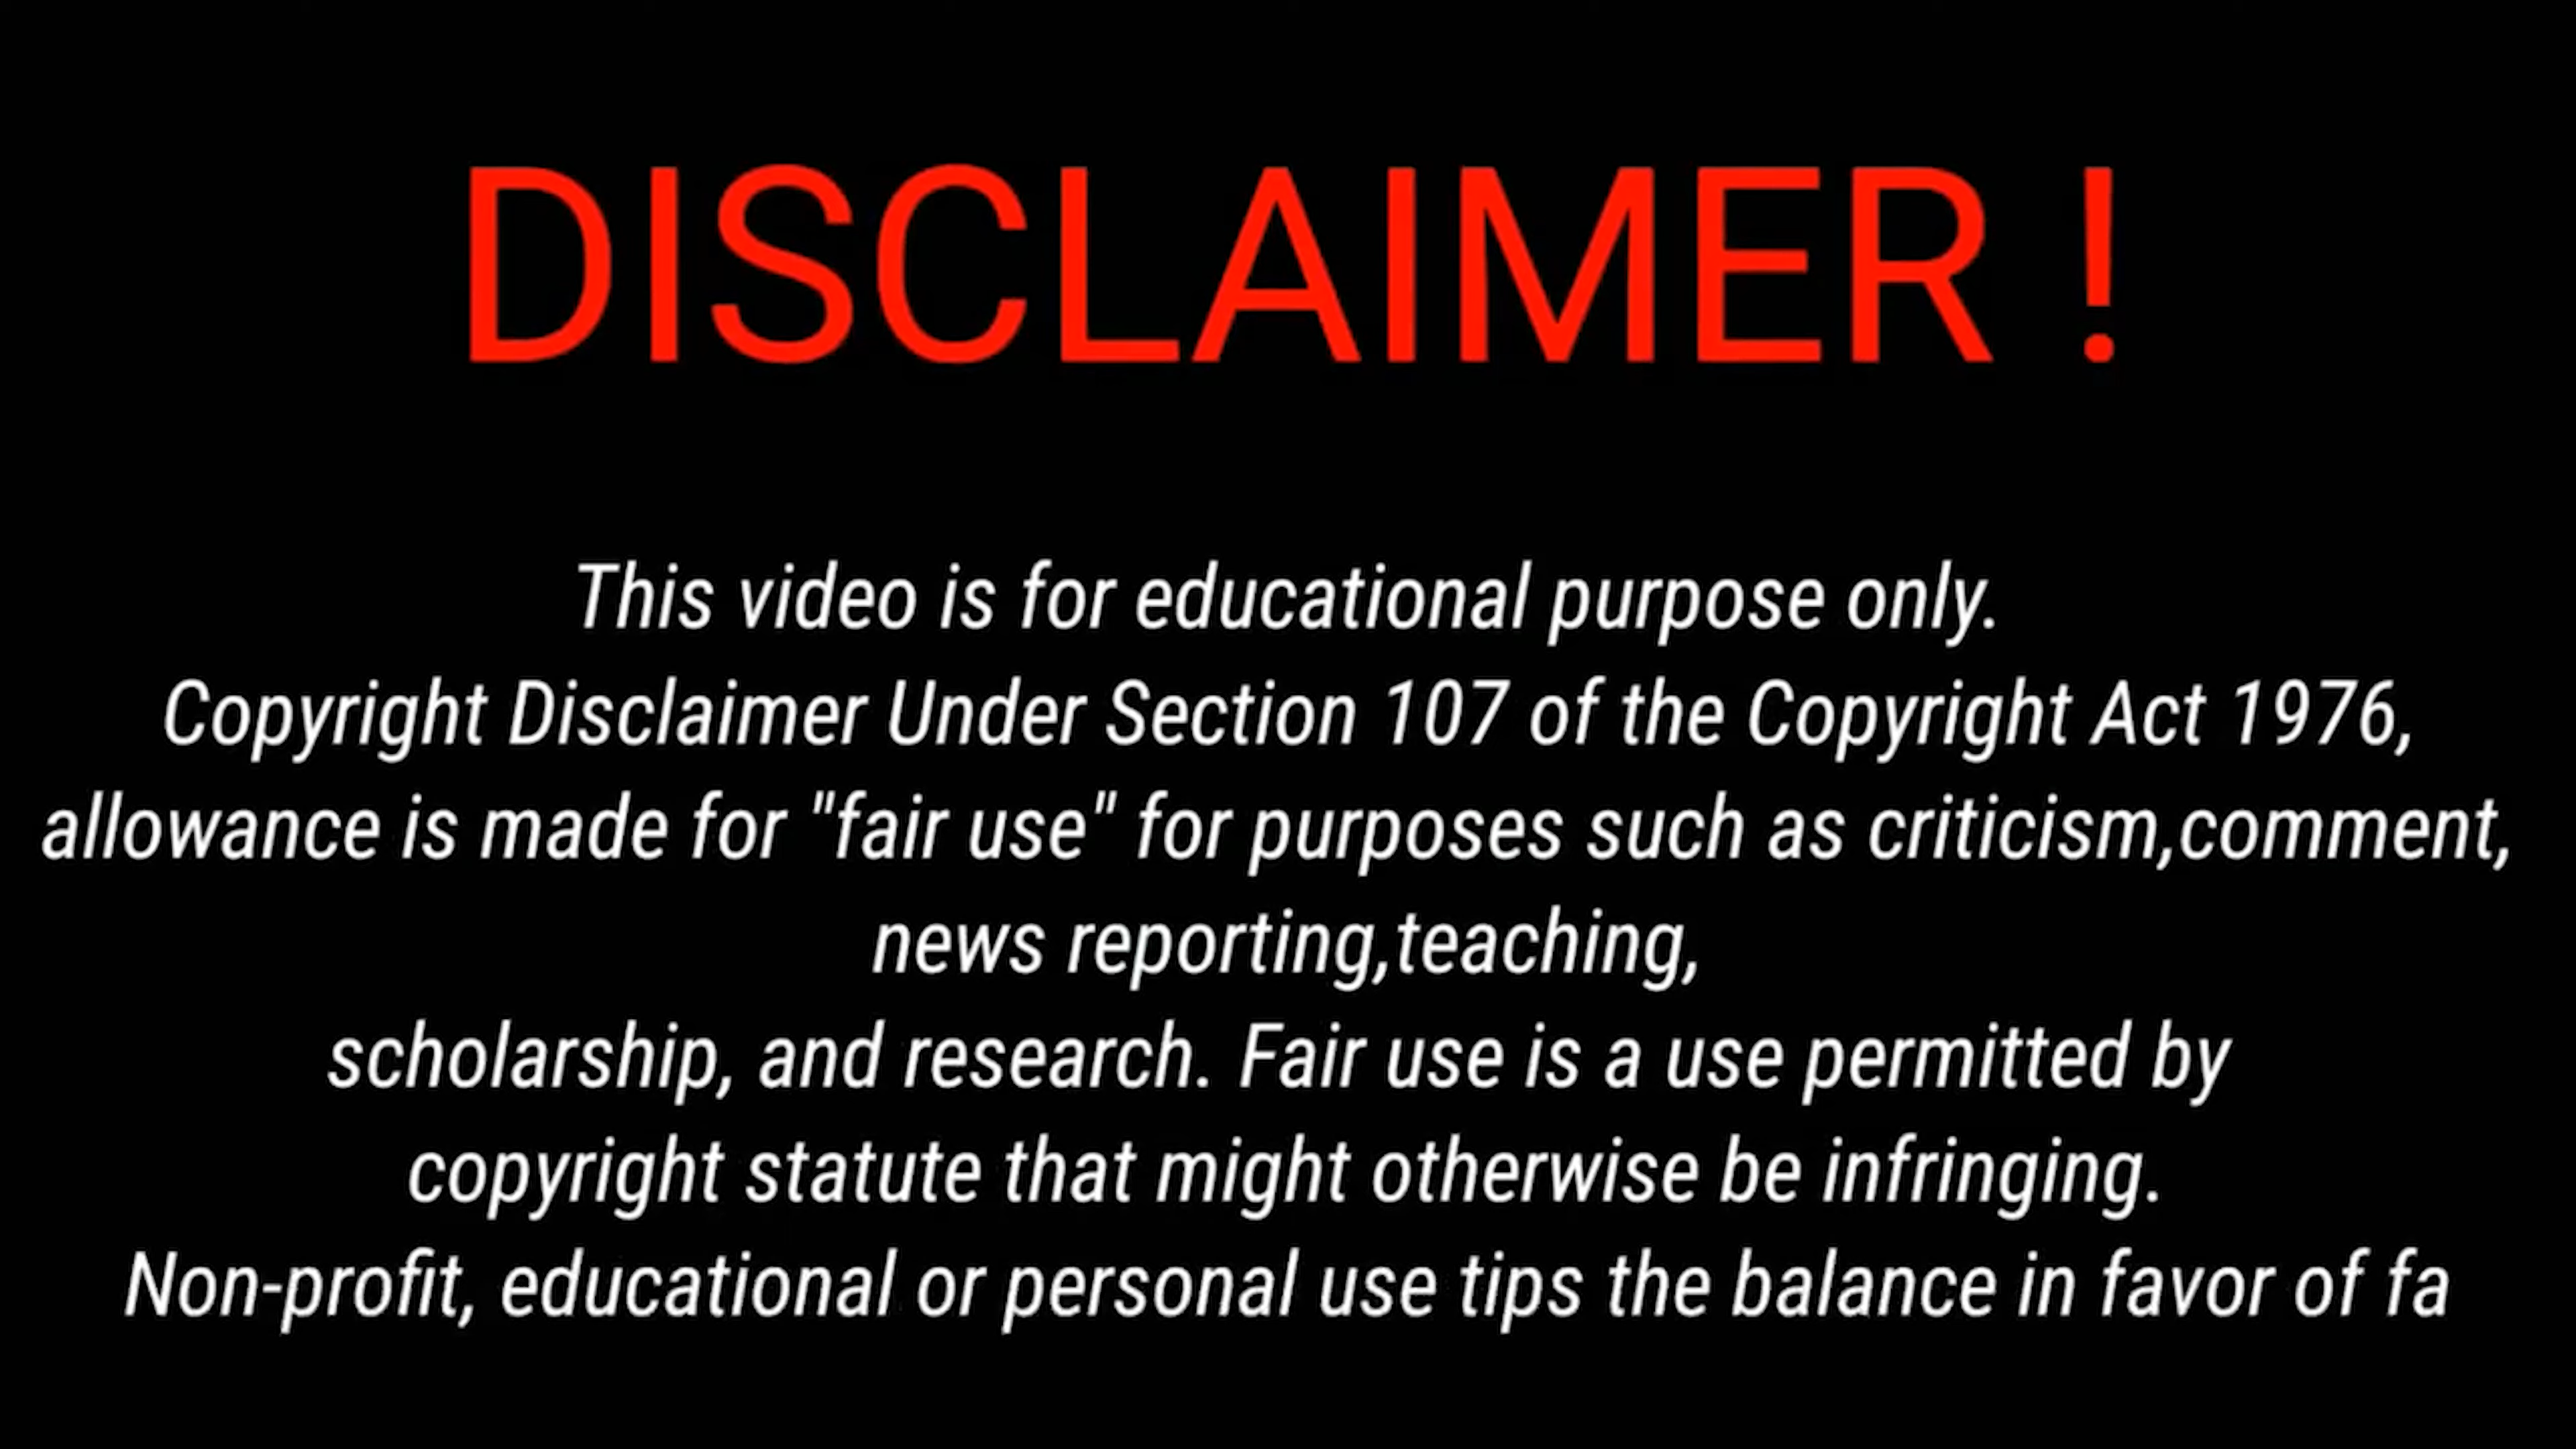 DISCLAIMER !
This video is for educational purpose only.
Copyright Disclaimer Under Section 107 of the Copyright Act 1976,
allowance is made for "fair use" for purposes such as criticism,comment,
news reporting,teaching,
scholarship, and research. Fair use is a use permitted by
copyright statute that might otherwise be infringing.
Non-profit, educational or personal use tips the balance in favor of fa